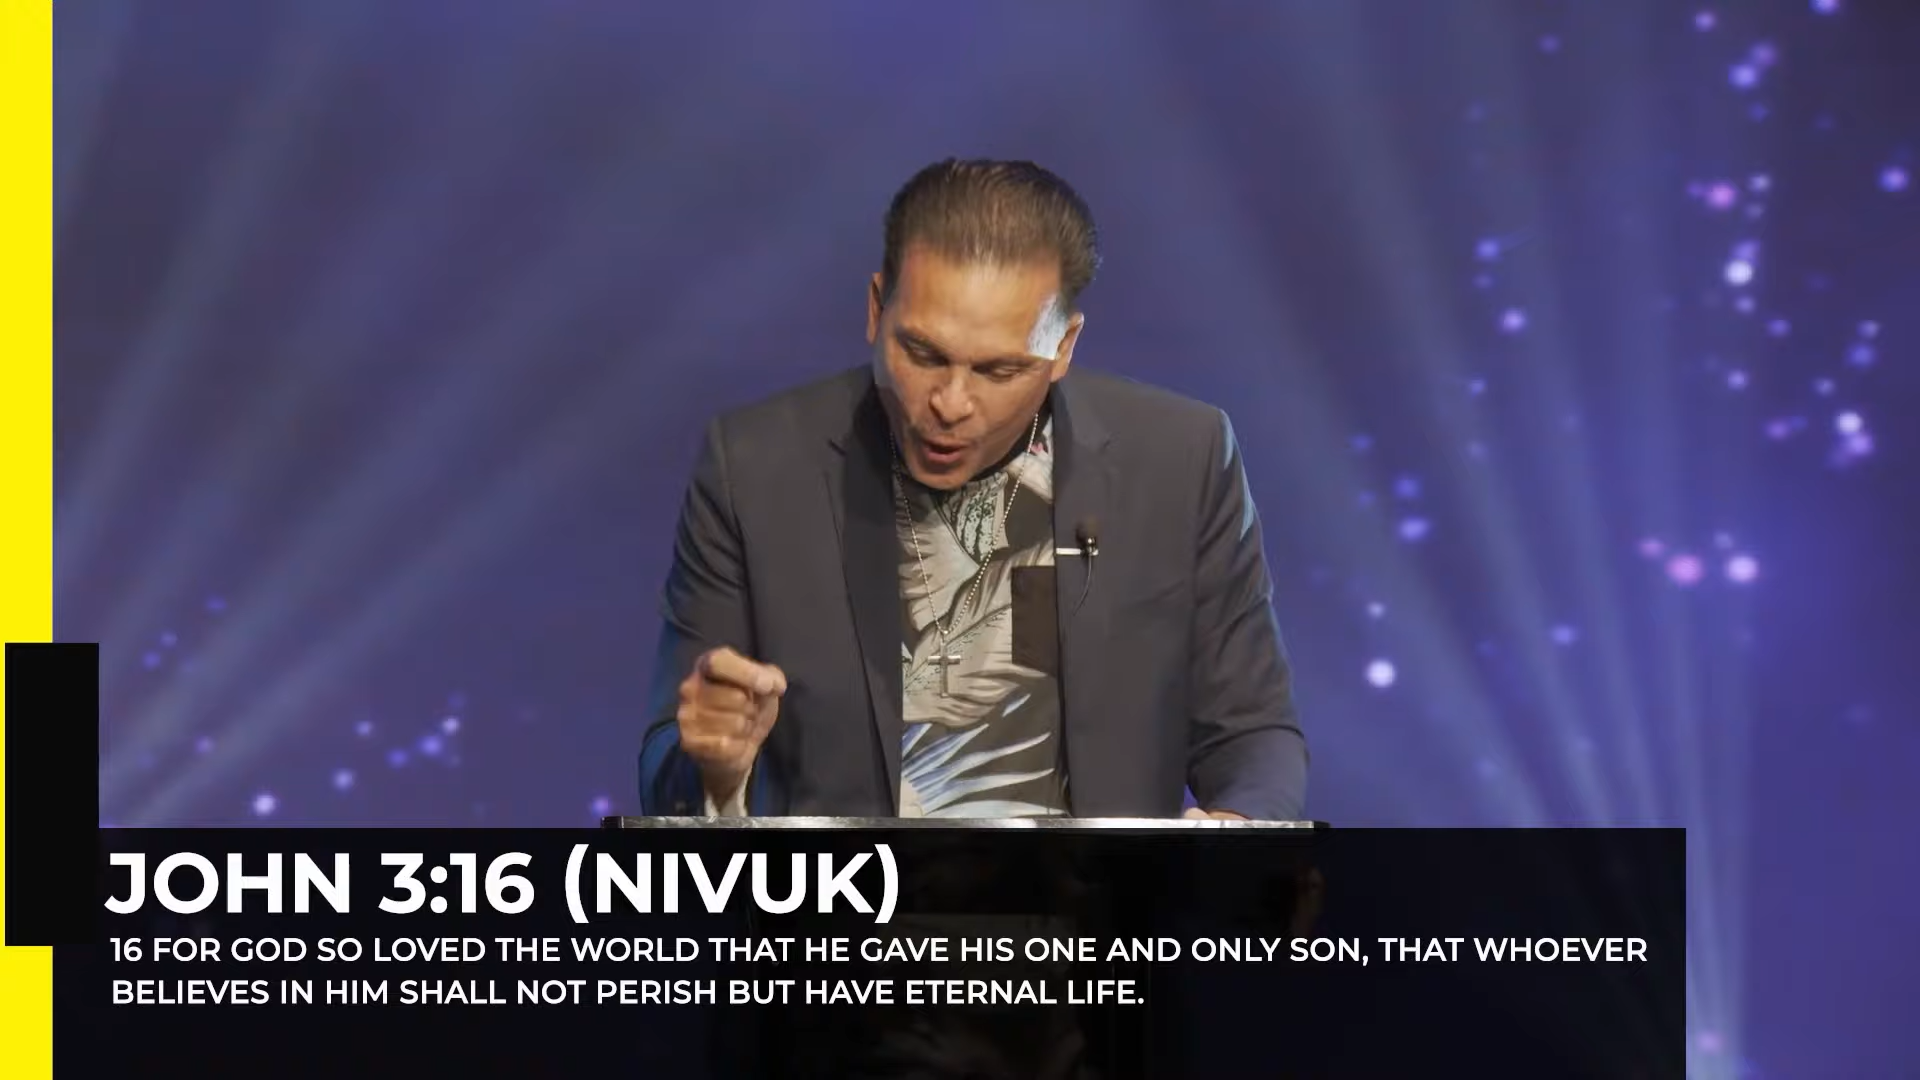 JOHN 3:16 (NIVUK)
16 FOR GOD SO LOVED THE WORLD THAT HE GAVE HIS ONE AND ONLY SON, THAT WHOEVER
BELIEVES IN HIM SHALL NOT PERISH BUT HAVE ETERNAL LIFE.